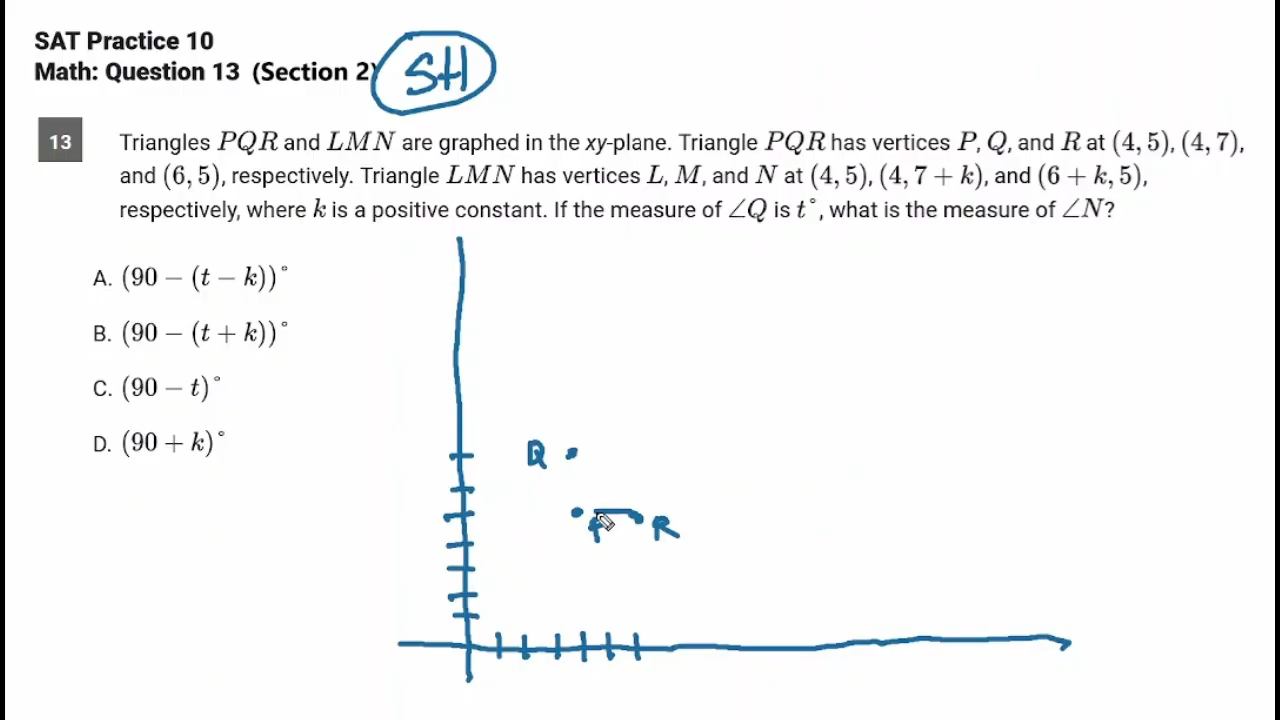 SAT Practice 10
Math: Question 13 (Section 2)
SH
13
Triangles PQR and LMN are graphed in the xy-plane. Triangle PQR has vertices P, Q, and R at (4, 5), (4, 7),
and (6, 5), respectively. Triangle LMN has vertices L, M, and N at (4, 5), (4, 7 + k), and (6 + k, 5),
respectively, where k is a positive constant. If the measure of ∠Q is t°, what is the measure of ∠N?
A. (90 − (t − k))°
B. (90 − (t + k))°
C. (90 − t)°
D. (90 + k)°
Q
R